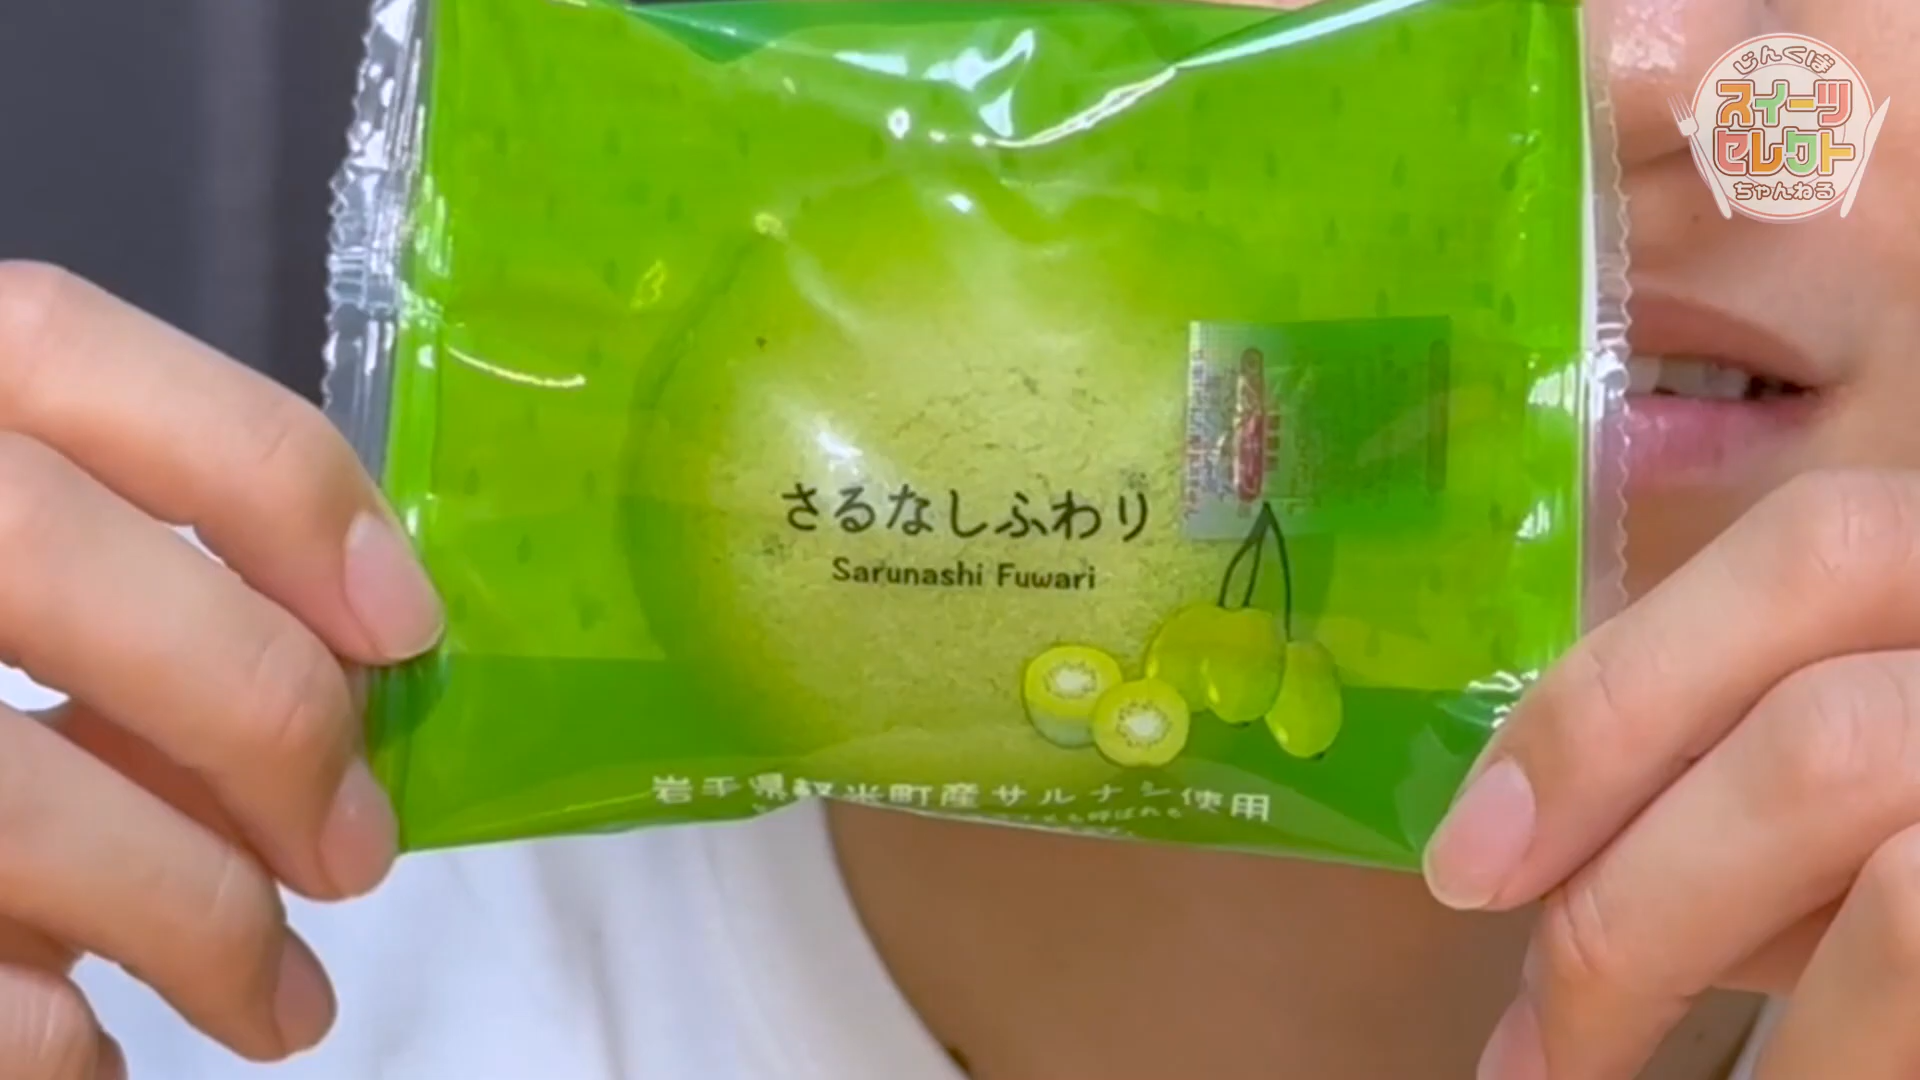 じんくぼ
スイーツ
セレクト
ちゃんねる
さるなしふわり
Sarunashi Fuwari
岩手県軽米町産サルナシ使用